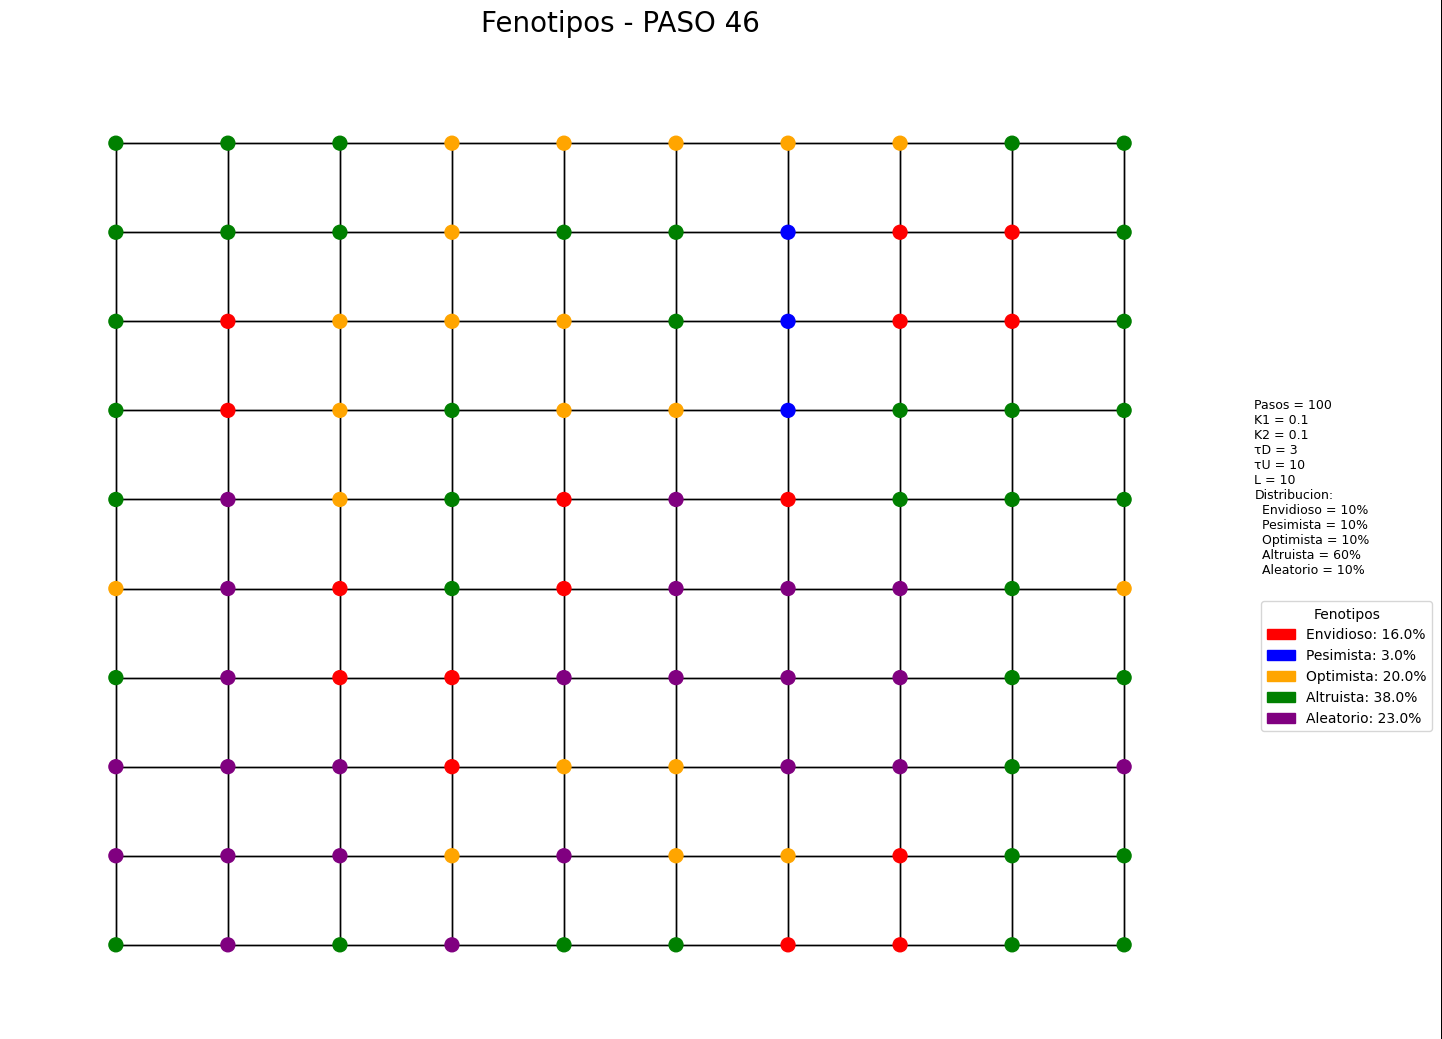 Fenotipos - PASO 46
Pasos = 100
K1 = 0.1
K2 = 0.1
τD = 3
τU = 10
L = 10
Distribucion:
Envidioso = 10%
Pesimista = 10%
Optimista = 10%
Altruista = 60%
Aleatorio = 10%
Fenotipos
Envidioso: 16.0%
Pesimista: 3.0%
Optimista: 20.0%
Altruista: 38.0%
Aleatorio: 23.0%